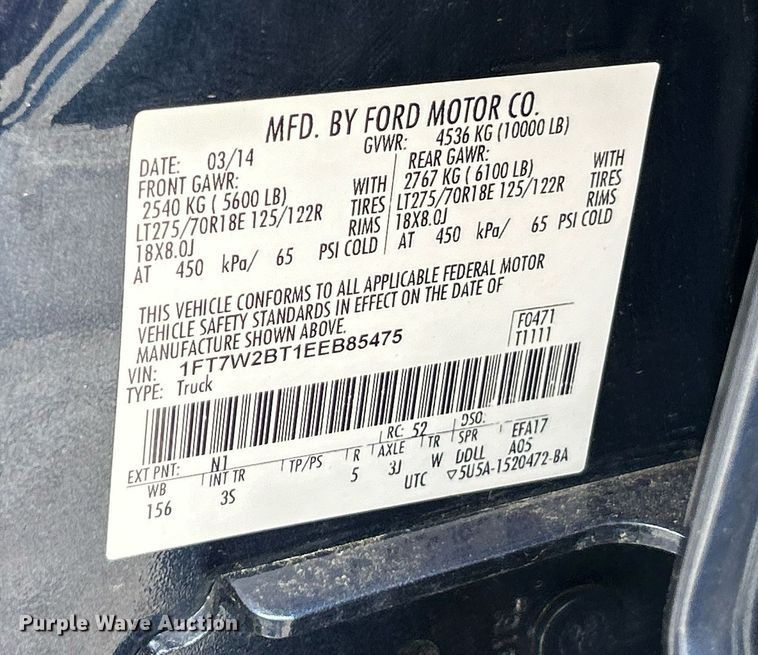 MFD. BY FORD MOTOR CO.
DATE: 03/14
GVWR: 4536 KG (10000 LB)
FRONT GAWR:
2540 KG ( 5600 LB) WITH
LT275/70R18E 125/122R TIRES
18X8.0J RIMS
AT 450 kPa/ 65 PSI COLD
REAR GAWR:
2767 KG ( 6100 LB) WITH
LT275/70R18E 125/122R TIRES
18X8.0J RIMS
AT 450 kPa/ 65 PSI COLD
THIS VEHICLE CONFORMS TO ALL APPLICABLE FEDERAL MOTOR
VEHICLE SAFETY STANDARDS IN EFFECT ON THE DATE OF
MANUFACTURE SHOWN ABOVE.
VIN: 1FT7W2BT1EEB85475
TYPE: Truck
F0471
T1111
EXT PNT: N1 RC: 52 DSO:
WB INT TR TP/PS R AXLE TR SPR EFA17
156 3S 5 3J W DDLL A05
UTC ▽5U5A-1520472-BA
Purple Wave Auction